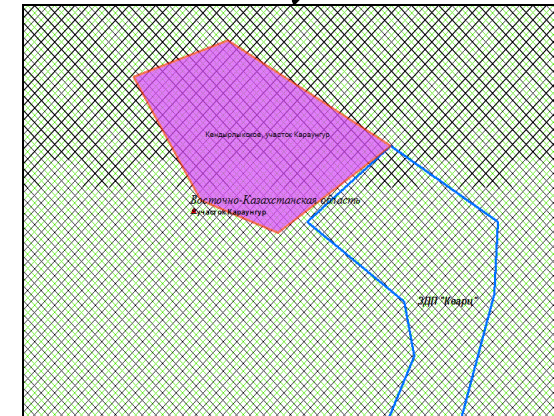 Кендырлыкское, участок Караунгур
Восточно-Казахстанская область
участок Караунгур
ЗДП "Кварц"